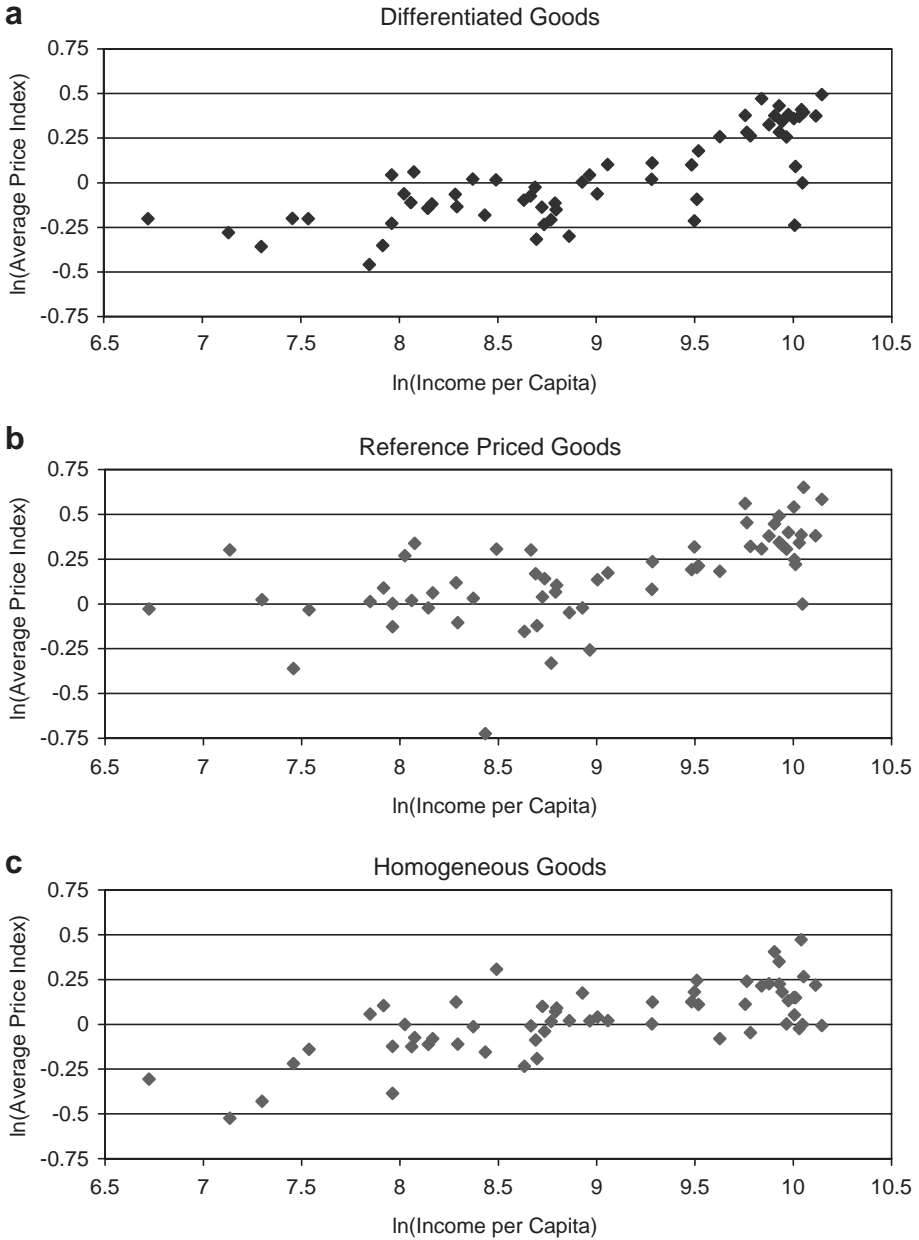 a
Differentiated Goods
ln(Average Price Index)
0.75
0.5
0.25
0
-0.25
-0.5
-0.75
6.5 7 7.5 8 8.5 9 9.5 10 10.5
ln(Income per Capita)
b
Reference Priced Goods
ln(Average Price Index)
0.75
0.5
0.25
0
-0.25
-0.5
-0.75
6.5 7 7.5 8 8.5 9 9.5 10 10.5
ln(Income per Capita)
c
Homogeneous Goods
ln(Average Price Index)
0.75
0.5
0.25
0
-0.25
-0.5
-0.75
6.5 7 7.5 8 8.5 9 9.5 10 10.5
ln(Income per Capita)